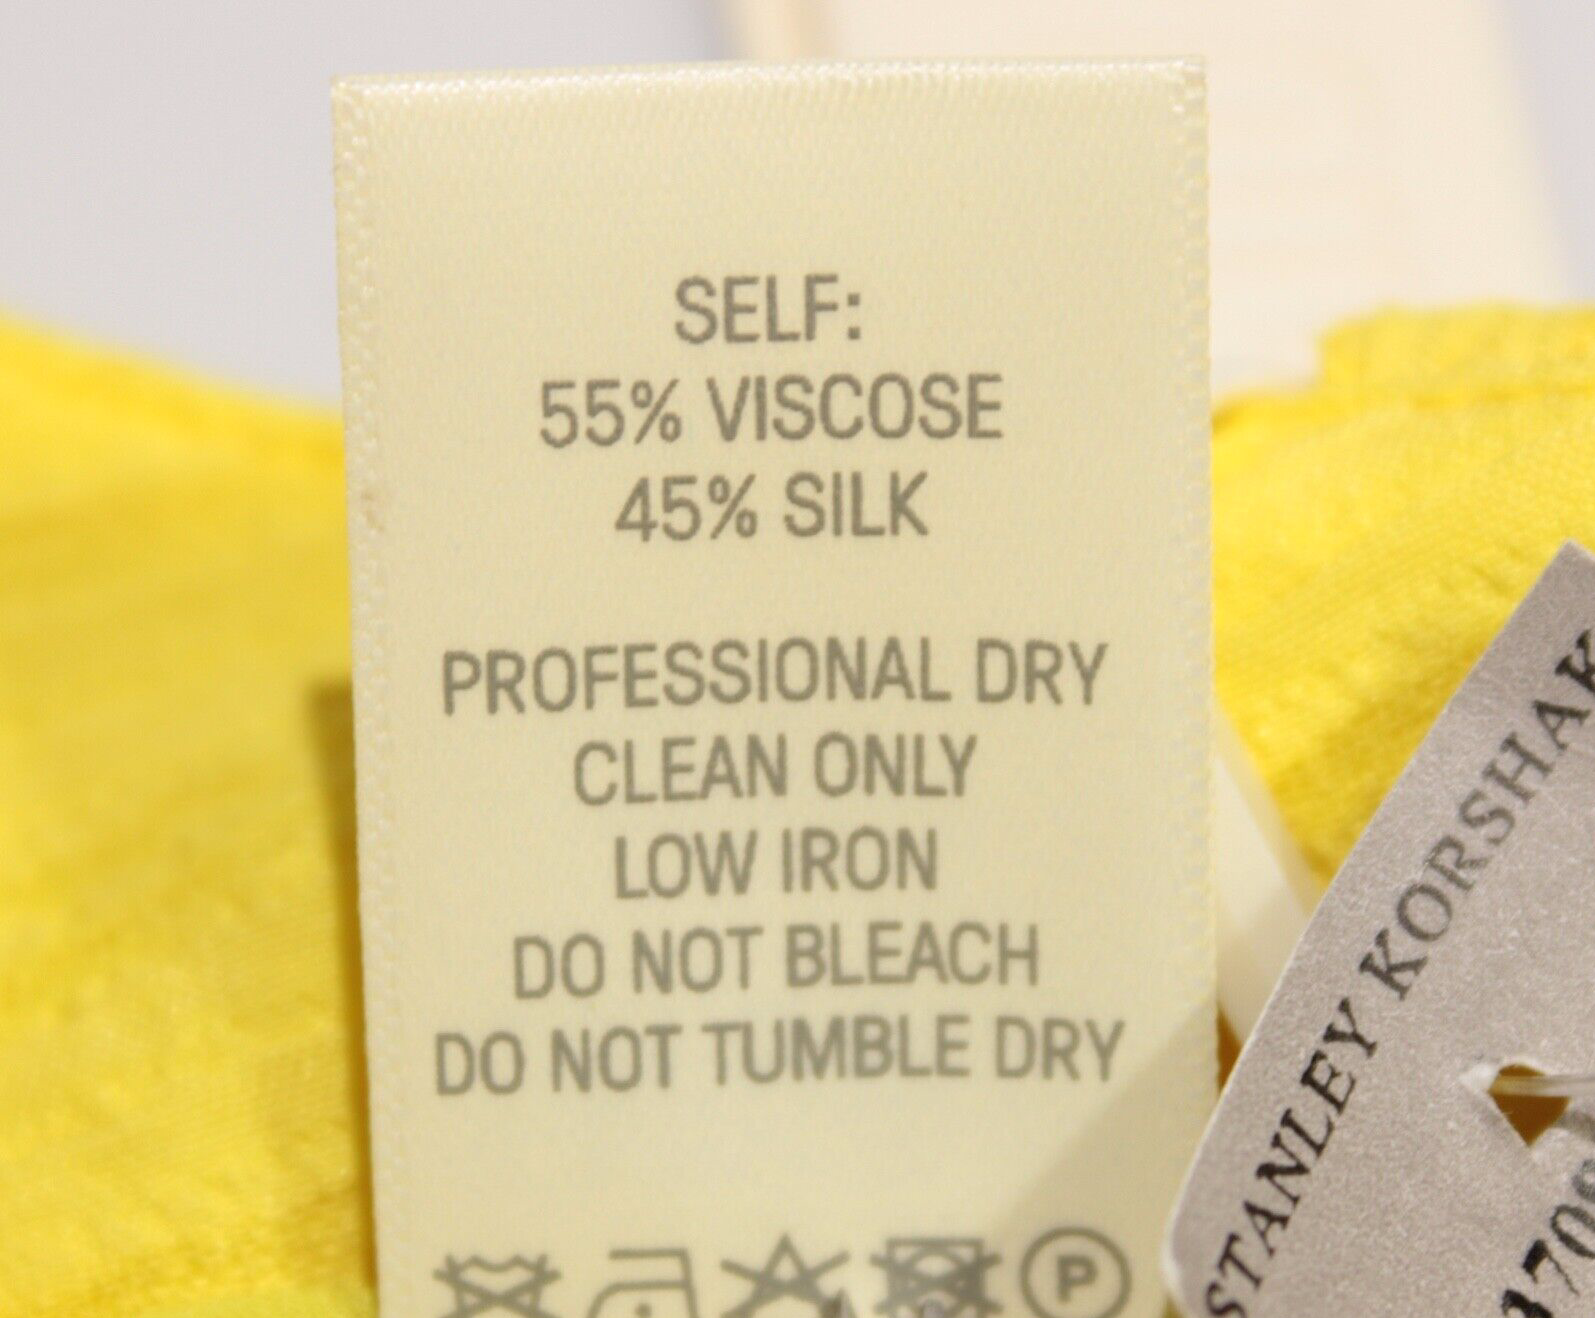 SELF:
55% VISCOSE
45% SILK
PROFESSIONAL DRY
CLEAN ONLY
LOW IRON
DO NOT BLEACH
DO NOT TUMBLE DRY
P
STANLEY KORSHAK